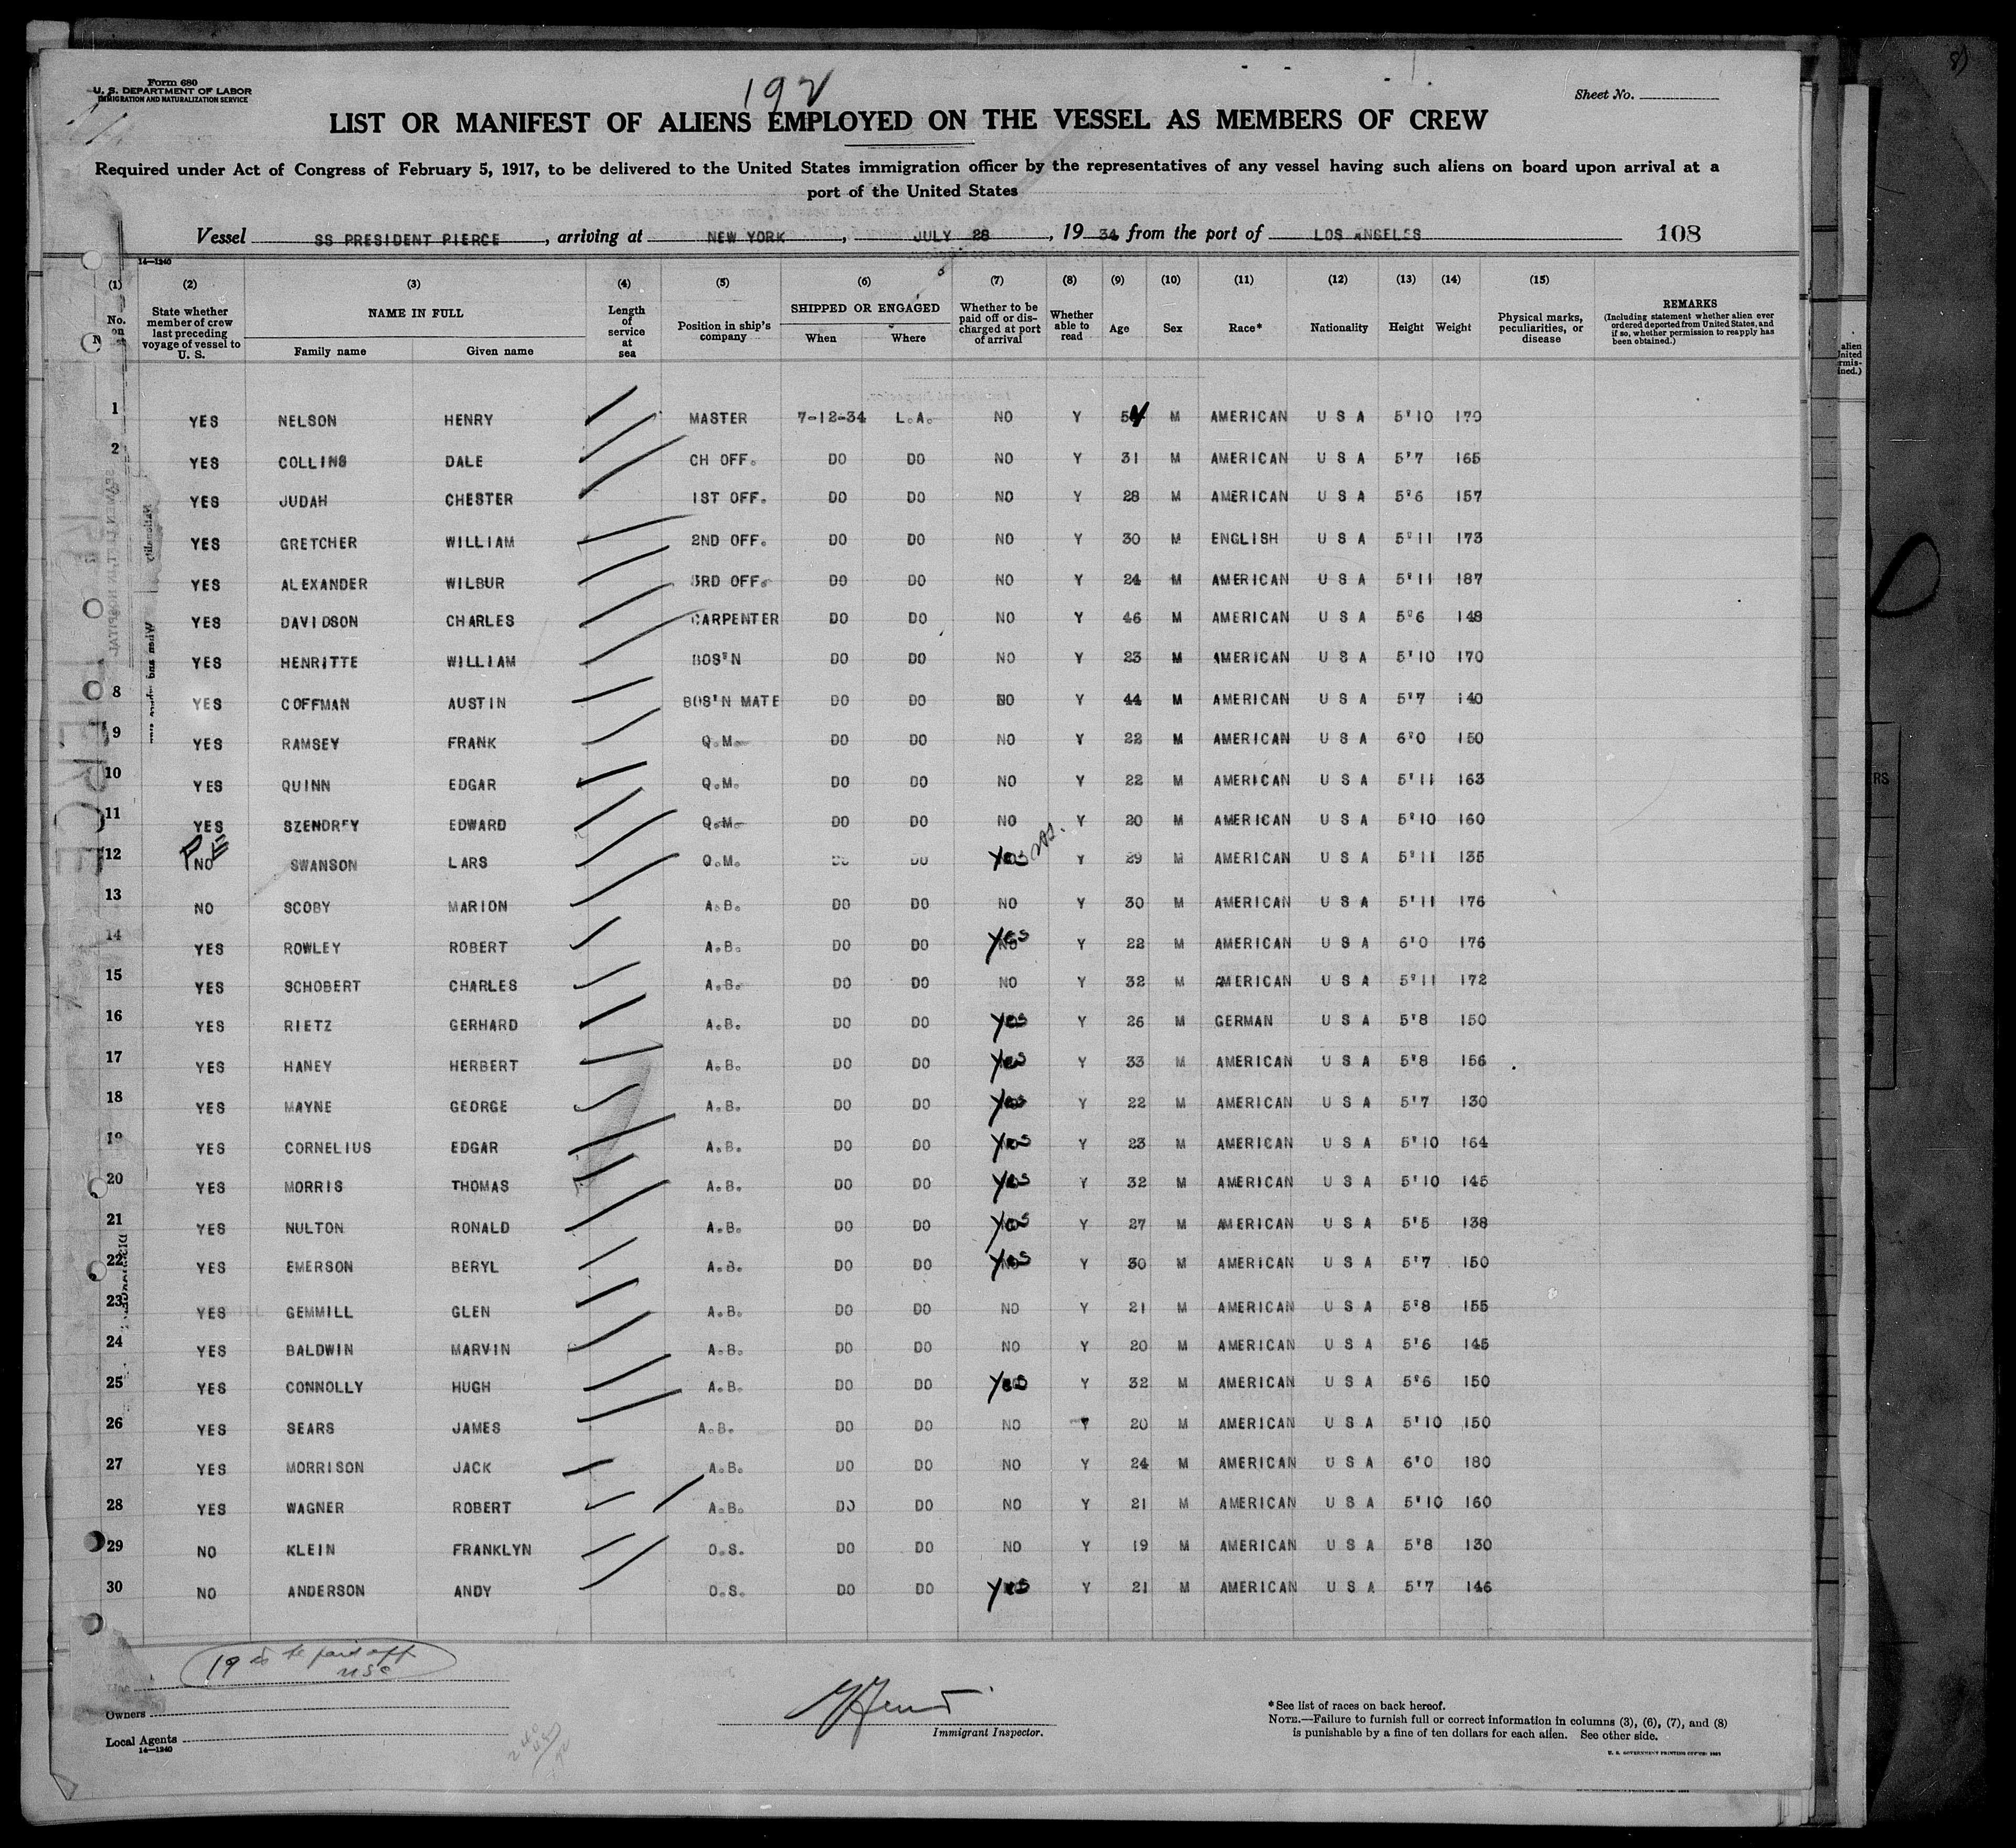 Form 680
U. S. DEPARTMENT OF LABOR
IMMIGRATION AND NATURALIZATION SERVICE
192
Sheet No.
LIST OR MANIFEST OF ALIENS EMPLOYED ON THE VESSEL AS MEMBERS OF CREW
Required under Act of Congress of February 5, 1917, to be delivered to the United States immigration officer by the representatives of any vessel having such aliens on board upon arrival at a
port of the United States
Vessel SS PRESIDENT PIERCE, arriving at NEW YORK, JULY 28, 1934 from the port of LOS ANGELES 108
14—1240
(1) (2) (3) (4) (5) (6) (7) (8) (9) (10) (11) (12) (13) (14) (15)
No. on State whether member of crew last preceding voyage of vessel to U. S. NAME IN FULL Family name Given name Length of service at sea Position in ship's company SHIPPED OR ENGAGED When Where Whether to be paid off or discharged at port of arrival Whether able to read Age Sex Race* Nationality Height Weight Physical marks, peculiarities, or disease REMARKS (Including statement whether alien ever ordered deported from United States, and if so, whether permission to reapply has been obtained.)
1 YES NELSON HENRY MASTER 7-12-34 L.A. NO Y 54 M AMERICAN U S A 5'10 170
2 YES COLLINS DALE CH OFF. DO DO NO Y 31 M AMERICAN U S A 5'7 165
YES JUDAH CHESTER 1ST OFF. DO DO NO Y 28 M AMERICAN U S A 5'6 157
YES GRETCHER WILLIAM 2ND OFF. DO DO NO Y 30 M ENGLISH U S A 5'11 173
YES ALEXANDER WILBUR 3RD OFF. DO DO NO Y 24 M AMERICAN U S A 5'11 187
YES DAVIDSON CHARLES CARPENTER DO DO NO Y 46 M AMERICAN U S A 5'6 148
YES HENRITTE WILLIAM BOS'N DO DO NO Y 23 M AMERICAN U S A 5'10 170
8 YES COFFMAN AUSTIN BOS'N MATE DO DO NO Y 44 M AMERICAN U S A 5'7 140
9 YES RAMSEY FRANK Q.M. DO DO NO Y 22 M AMERICAN U S A 6'0 150
10 YES QUINN EDGAR Q.M. DO DO NO Y 22 M AMERICAN U S A 5'11 163
11 YES SZENDREY EDWARD Q.M. DO DO NO Y 20 M AMERICAN U S A 5'10 160
12 NO SWANSON LARS Q.M. DO DO Yes Y 29 M AMERICAN U S A 5'11 135
13 NO SCOBY MARION A.B. DO DO NO Y 30 M AMERICAN U S A 5'11 176
14 YES ROWLEY ROBERT A.B. DO DO Yes Y 22 M AMERICAN U S A 6'0 176
15 YES SCHOBERT CHARLES A.B. DO DO NO Y 32 M AMERICAN U S A 5'11 172
16 YES RIETZ GERHARD A.B. DO DO Yes Y 26 M GERMAN U S A 5'8 150
17 YES HANEY HERBERT A.B. DO DO Yes Y 33 M AMERICAN U S A 5'8 156
18 YES MAYNE GEORGE A.B. DO DO Yes Y 22 M AMERICAN U S A 5'7 130
19 YES CORNELIUS EDGAR A.B. DO DO Yes Y 23 M AMERICAN U S A 5'10 164
20 YES MORRIS THOMAS A.B. DO DO Yes Y 32 M AMERICAN U S A 5'10 145
21 YES NULTON RONALD A.B. DO DO Yes Y 27 M AMERICAN U S A 5'5 138
22 YES EMERSON BERYL A.B. DO DO Yes Y 30 M AMERICAN U S A 5'7 150
23 YES GEMMILL GLEN A.B. DO DO NO Y 21 M AMERICAN U S A 5'8 155
24 YES BALDWIN MARVIN A.B. DO DO NO Y 20 M AMERICAN U S A 5'6 145
25 YES CONNOLLY HUGH A.B. DO DO Yes Y 32 M AMERICAN U S A 5'6 150
26 YES SEARS JAMES A.B. DO DO NO Y 20 M AMERICAN U S A 5'10 150
27 YES MORRISON JACK A.B. DO DO NO Y 24 M AMERICAN U S A 6'0 180
28 YES WAGNER ROBERT A.B. DO DO NO Y 21 M AMERICAN U S A 5'10 160
29 NO KLEIN FRANKLYN O.S. DO DO NO Y 19 M AMERICAN U S A 5'8 130
30 NO ANDERSON ANDY O.S. DO DO Yes Y 21 M AMERICAN U S A 5'7 146
19 to be paid off
USC
Owners
Local Agents
14—1240
Immigrant Inspector.
*See list of races on back hereof.
NOTE.—Failure to furnish full or correct information in columns (3), (6), (7), and (8)
is punishable by a fine of ten dollars for each alien. See other side.
U. S. GOVERNMENT PRINTING OFFICE